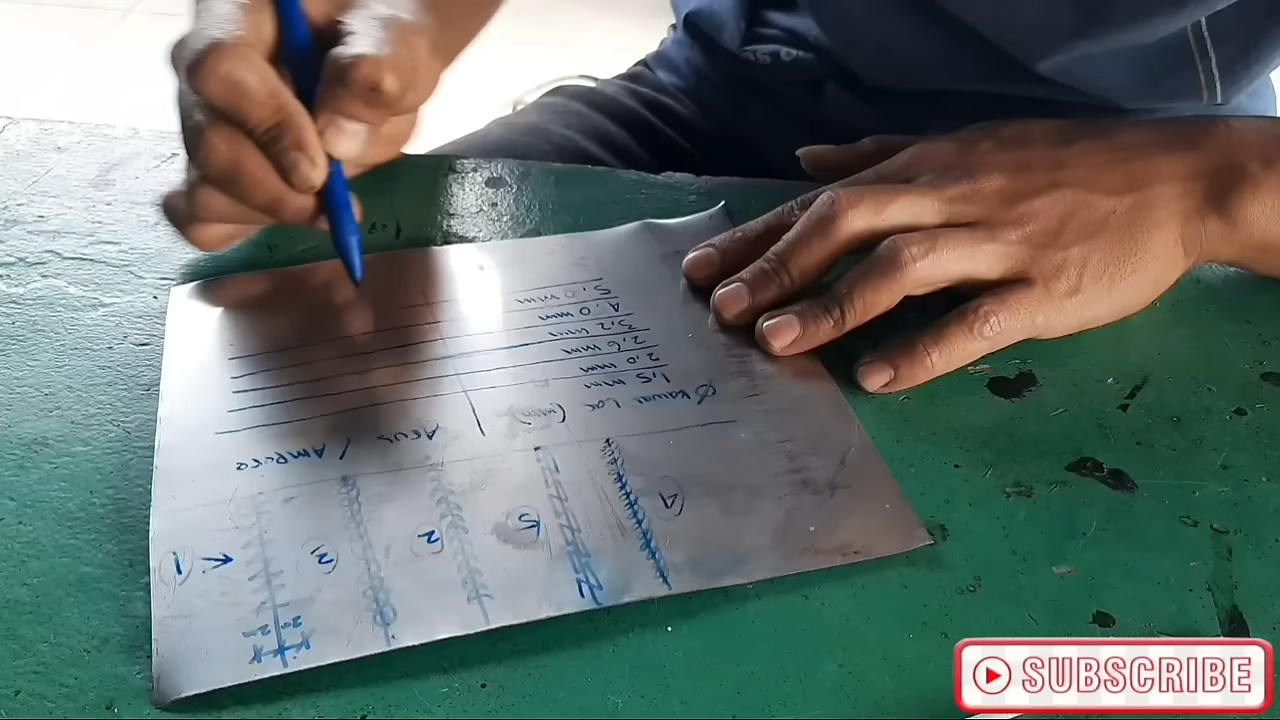 4
5
2
3
1
Ø kawat Las (mm)
Arus / Ampere
1,5 mm
2,0 mm
2,6 mm
3,2 mm
4,0 mm
5,0 mm
SUBSCRIBE